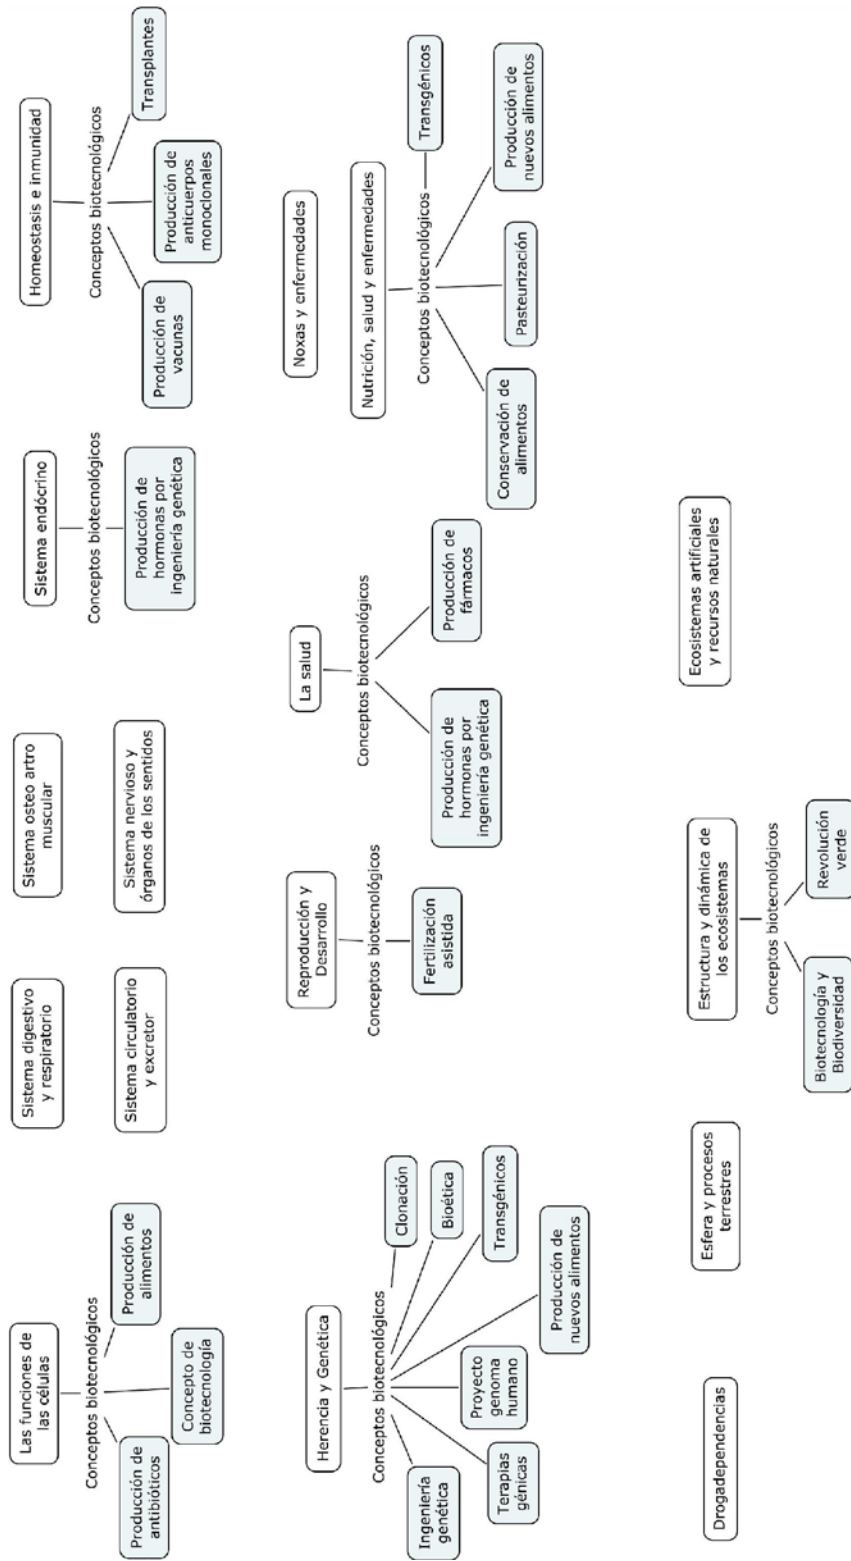 Las funciones de
las células
Conceptos biotecnológicos
Producción de
antibióticos
Concepto de
biotecnología
Producción de
alimentos
Sistema digestivo
y respiratorio
Sistema osteo artro
muscular
Sistema circulatorio
y excretor
Sistema nervioso y
órganos de los sentidos
Sistema endócrino
Conceptos biotecnológicos
Producción de
hormonas por
ingeniería genética
Homeostasis e inmunidad
Conceptos biotecnológicos
Producción de
vacunas
Producción de
anticuerpos
monoclonales
Transplantes
Herencia y Genética
Conceptos biotecnológicos
Ingeniería
genética
Terapias
génicas
Proyecto
genoma
humano
Producción de
nuevos alimentos
Transgénicos
Bioética
Clonación
Reproducción y
Desarrollo
Conceptos biotecnológicos
Fertilización
asistida
La salud
Conceptos biotecnológicos
Producción de
hormonas por
ingeniería genética
Producción de
fármacos
Noxas y enfermedades
Nutrición, salud y enfermedades
Conceptos biotecnológicos
Conservación de
alimentos
Pasteurización
Producción de
nuevos alimentos
Transgénicos
Drogadependencias
Esfera y procesos
terrestres
Estructura y dinámica de
los ecosistemas
Conceptos biotecnológicos
Biotecnología y
Biodiversidad
Revolución
verde
Ecosistemas artificiales
y recursos naturales